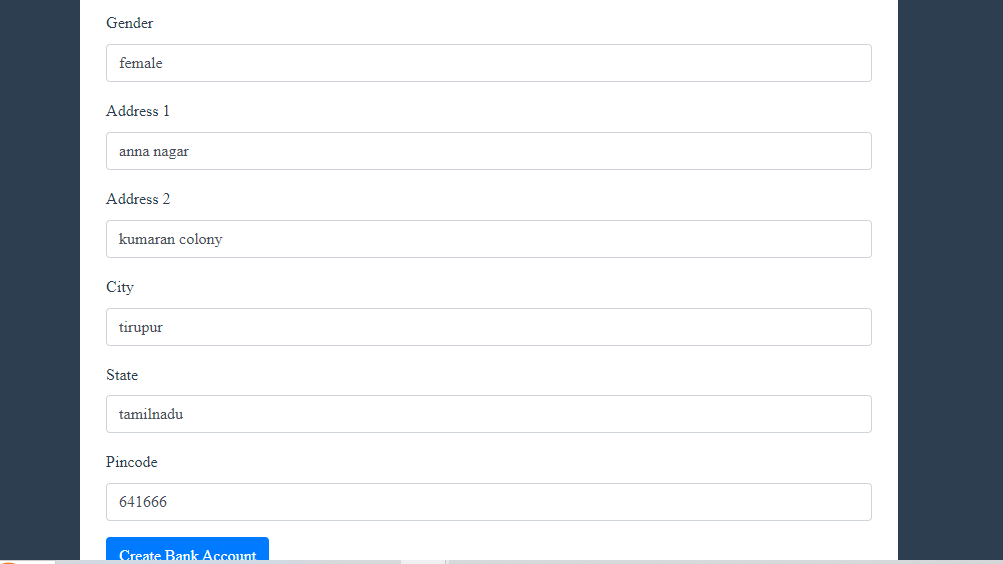 Gender
female
Address 1
anna nagar
Address 2
kumaran colony
City
tirupur
State
tamilnadu
Pincode
641666
Create Bank Account